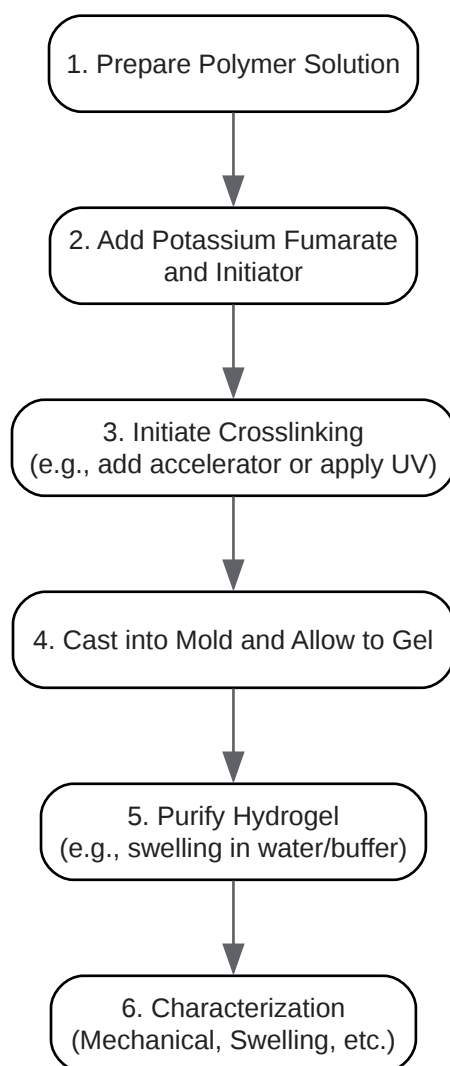 1. Prepare Polymer Solution
2. Add Potassium Fumarate
and Initiator
3. Initiate Crosslinking
(e.g., add accelerator or apply UV)
4. Cast into Mold and Allow to Gel
5. Purify Hydrogel
(e.g., swelling in water/buffer)
6. Characterization
(Mechanical, Swelling, etc.)